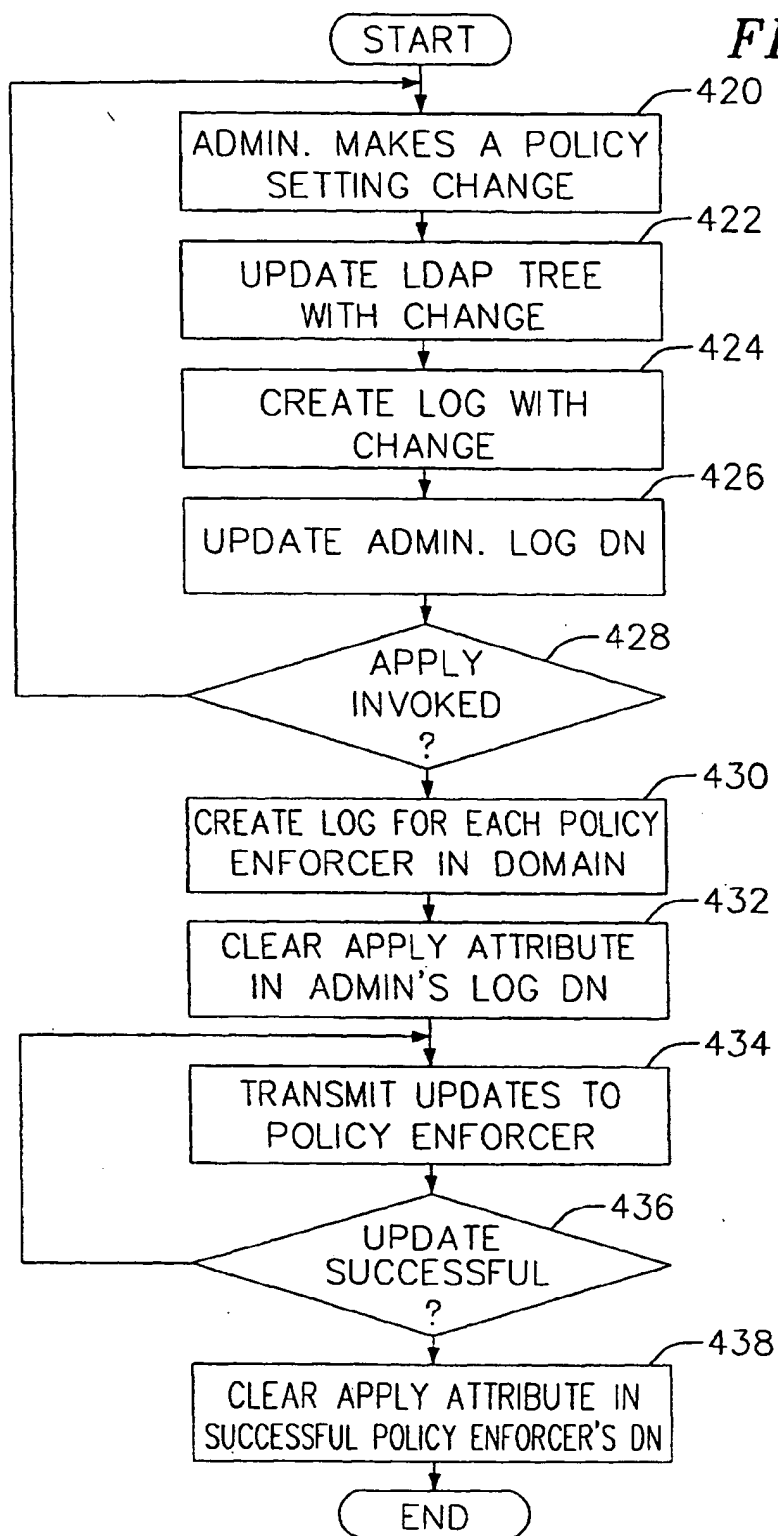 START
FI
420
ADMIN. MAKES A POLICY
SETTING CHANGE
422
UPDATE LDAP TREE
WITH CHANGE
424
CREATE LOG WITH
CHANGE
426
UPDATE ADMIN. LOG DN
428
APPLY
INVOKED
?
430
CREATE LOG FOR EACH POLICY
ENFORCER IN DOMAIN
432
CLEAR APPLY ATTRIBUTE
IN ADMIN'S LOG DN
434
TRANSMIT UPDATES TO
POLICY ENFORCER
436
UPDATE
SUCCESSFUL
?
438
CLEAR APPLY ATTRIBUTE IN
SUCCESSFUL POLICY ENFORCER'S DN
END